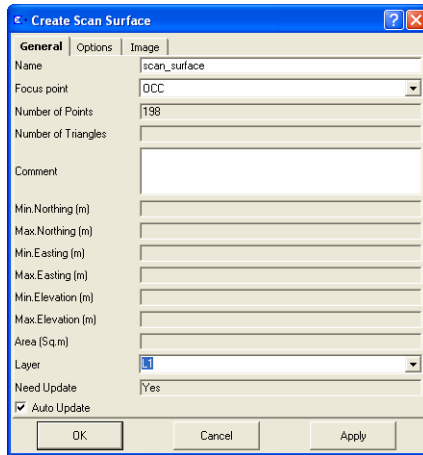 Create Scan Surface
General Options Image
Name scan_surface
Focus point OCC
Number of Points 198
Number of Triangles
Comment
Min.Northing (m)
Max.Northing (m)
Min.Easting (m)
Max.Easting (m)
Min.Elevation (m)
Max.Elevation (m)
Area (Sq.m)
Layer L1
Need Update Yes
Auto Update
OK Cancel Apply